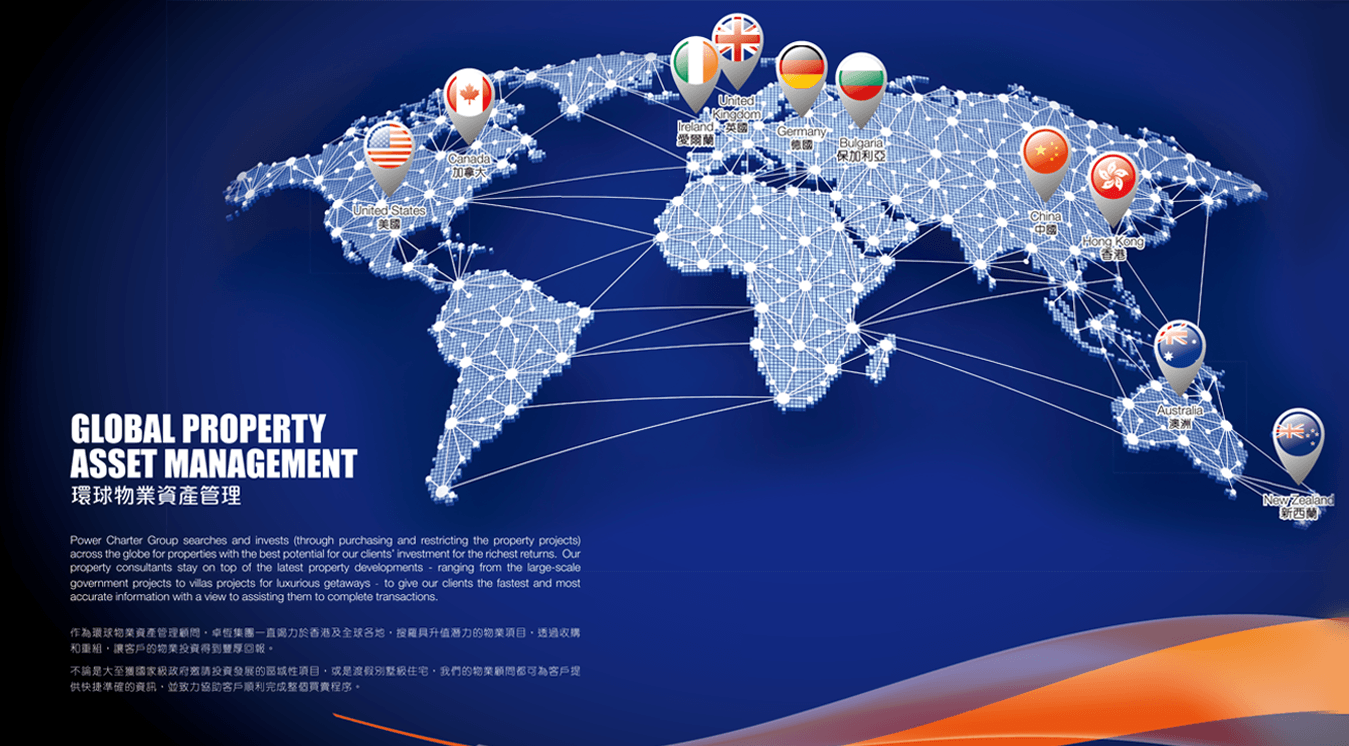 United
Kingdom
英國
Ireland
愛爾蘭
Germany
德國
Bulgaria
保加利亞
Canada
加拿大
United States
美國
China
中國
Hong Kong
香港
Australia
澳洲
New Zealand
新西蘭
GLOBAL PROPERTY
ASSET MANAGEMENT
環球物業資產管理
Power Charter Group searches and invests (through purchasing and restricting the property projects)
across the globe for properties with the best potential for our clients' investment for the richest returns. Our
property consultants stay on top of the latest property developments - ranging from the large-scale
government projects to villas projects for luxurious getaways - to give our clients the fastest and most
accurate information with a view to assisting them to complete transactions.
作為環球物業資產管理顧問，卓恆集團一直竭力於香港及全球各地，搜羅具升值潛力的物業項目，透過收購
和重組，讓客戶的物業投資得到豐厚回報。
不論是大至獲國家級政府邀請投資發展的區域性項目，或是渡假別墅級住宅，我們的物業顧問都可為客戶提
供快捷準確的資訊，並致力協助客戶順利完成整個買賣程序。